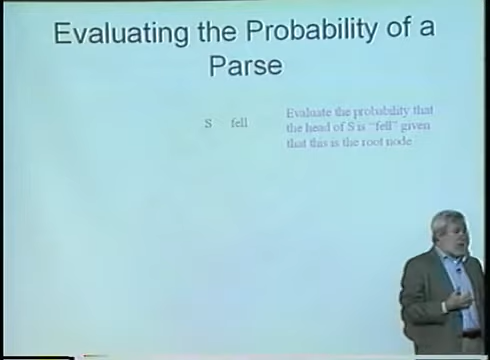 Evaluating the Probability of a
Parse
S fell
Evaluate the probability that
the head of S is "fell" given
that this is the root node